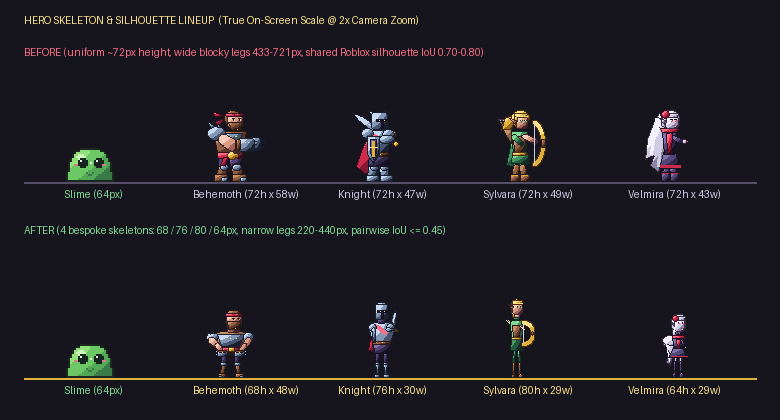 HERO SKELETON & SILHOUETTE LINEUP (True On-Screen Scale @ 2x Camera Zoom)
BEFORE (uniform ~72px height, wide blocky legs 433-721px, shared Roblox silhouette IoU 0.70-0.80)
Slime (64px) Behemoth (72h x 58w) Knight (72h x 47w) Sylvara (72h x 49w) Velmira (72h x 43w)
AFTER (4 bespoke skeletons: 68 / 76 / 80 / 64px, narrow legs 220-440px, pairwise IoU <= 0.45)
Slime (64px) Behemoth (68h x 48w) Knight (76h x 30w) Sylvara (80h x 29w) Velmira (64h x 29w)